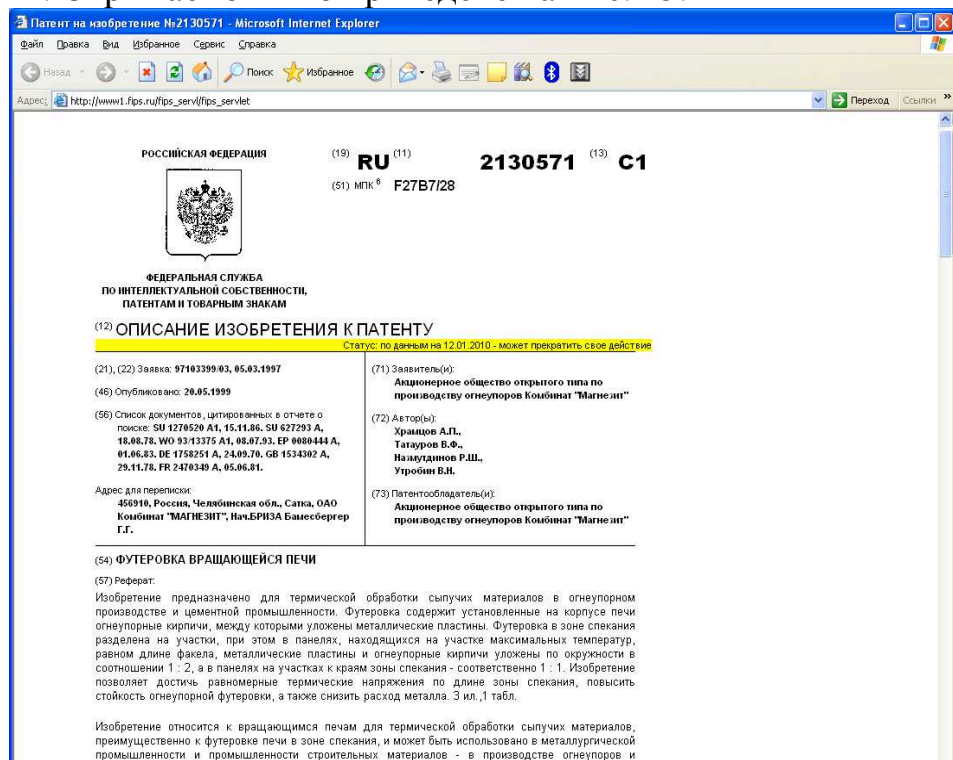 Патент на изобретение №2130571 - Microsoft Internet Explorer
Файл Правка Вид Избранное Сервис Справка
Назад Поиск Избранное
Адрес: http://www1.fips.ru/fips_servl/fips_servlet Переход Ссылки »
РОССИЙСКАЯ ФЕДЕРАЦИЯ
(19) RU (11) 2130571 (13) C1
(51) МПК 6 F27B7/28
ФЕДЕРАЛЬНАЯ СЛУЖБА
ПО ИНТЕЛЛЕКТУАЛЬНОЙ СОБСТВЕННОСТИ,
ПАТЕНТАМ И ТОВАРНЫМ ЗНАКАМ
(12) ОПИСАНИЕ ИЗОБРЕТЕНИЯ К ПАТЕНТУ
Статус: по данным на 12.01.2010 - может прекратить свое действие
(21), (22) Заявка: 97103399/03, 05.03.1997
(46) Опубликовано: 20.05.1999
(56) Список документов, цитированных в отчете о
поиске: SU 1270520 A1, 15.11.86. SU 627293 A,
18.08.78. WO 93/13375 A1, 08.07.93. EP 0080444 A,
01.06.83. DE 1758251 A, 24.09.70. GB 1534302 A,
29.11.78. FR 2470349 A, 05.06.81.
Адрес для переписки:
456910, Россия, Челябинская обл., Сатка, ОАО
Комбинат "МАГНЕЗИТ", Нач.БРИЗА Бамесбергер
Г.Г.
(71) Заявитель(и):
Акционерное общество открытого типа по
производству огнеупоров Комбинат "Магнезит"
(72) Автор(ы):
Храмцов А.П.,
Татауров В.Ф.,
Назмутдинов Р.Ш.,
Утробин В.Н.
(73) Патентообладатель(и):
Акционерное общество открытого типа по
производству огнеупоров Комбинат "Магнезит"
(54) ФУТЕРОВКА ВРАЩАЮЩЕЙСЯ ПЕЧИ
(57) Реферат:
Изобретение предназначено для термической обработки сыпучих материалов в огнеупорном
производстве и цементной промышленности. Футеровка содержит установленные на корпусе печи
огнеупорные кирпичи, между которыми уложены металлические пластины. Футеровка в зоне спекания
разделена на участки, при этом в панелях, находящихся на участке максимальных температур,
равном длине факела, металлические пластины и огнеупорные кирпичи уложены по окружности в
соотношении 1 : 2, а в панелях на участках к краям зоны спекания - соответственно 1 : 1. Изобретение
позволяет достичь равномерные термические напряжения по длине зоны спекания, повысить
стойкость огнеупорной футеровки, а также снизить расход металла. 3 ил.,1 табл.
Изобретение относится к вращающимся печам для термической обработки сыпучих материалов,
преимущественно к футеровке печи в зоне спекания, и может быть использовано в металлургической
промышленности и промышленности строительных материалов - в производстве огнеупоров и